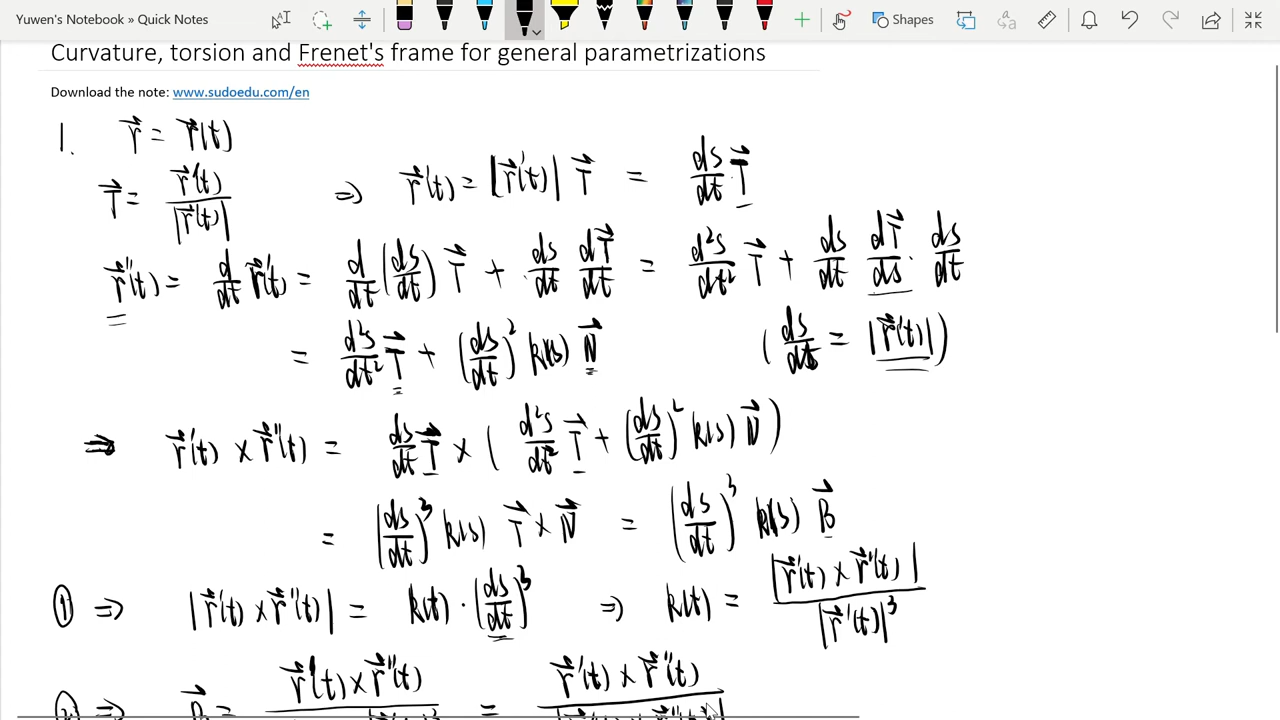 Yuwen's Notebook » Quick Notes
Shapes
Curvature, torsion and Frenet's frame for general parametrizations
Download the note: www.sudoedu.com/en
1. r⃗ = r⃗(t)
T⃗ = r⃗'(t) / |r⃗'(t)| ⇒ r⃗'(t) = |r⃗'(t)| T⃗ = ds/dt T⃗
r⃗''(t) = d/dt r⃗'(t) = d/dt (ds/dt) T⃗ + ds/dt dT⃗/dt = d²s/dt² T⃗ + ds/dt dT⃗/ds · ds/dt
= d²s/dt² T⃗ + (ds/dt)² k(s) N⃗ (ds/dt = |r⃗'(t)|)
⇒ r⃗'(t) × r⃗''(t) = ds/dt T⃗ × (d²s/dt² T⃗ + (ds/dt)² k(s) N⃗)
= (ds/dt)³ k(s) T⃗ × N⃗ = (ds/dt)³ k(s) B⃗
① ⇒ |r⃗'(t) × r⃗''(t)| = k(t) · (ds/dt)³ ⇒ k(t) = |r⃗'(t) × r⃗''(t)| / |r⃗'(t)|³
⇒ = r⃗'(t) × r⃗''(t) = r⃗'(t) × r⃗''(t)